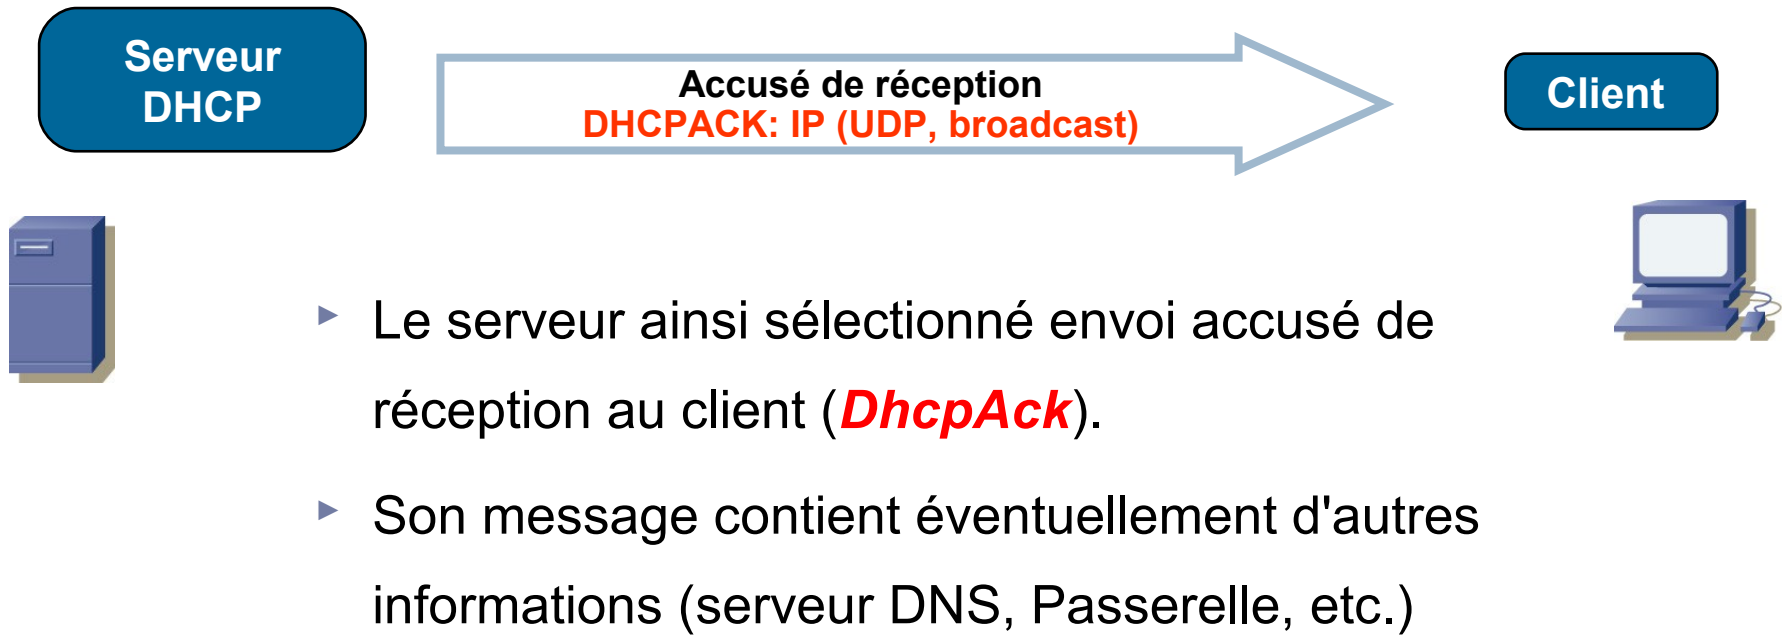 Serveur
DHCP
Accusé de réception
DHCPACK: IP (UDP, broadcast)
Client
Le serveur ainsi sélectionné envoi accusé de
réception au client (DhcpAck).
Son message contient éventuellement d'autres
informations (serveur DNS, Passerelle, etc.)